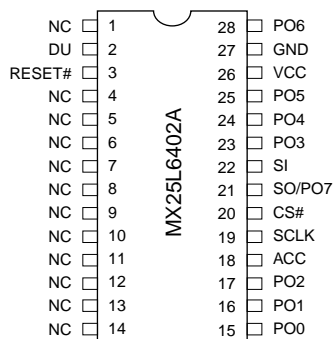 NC 1 28 PO6
DU 2 27 GND
RESET# 3 26 VCC
NC 4 25 PO5
NC 5 24 PO4
NC 6 23 PO3
NC 7 22 SI
NC 8 21 SO/PO7
NC 9 20 CS#
NC 10 19 SCLK
NC 11 18 ACC
NC 12 17 PO2
NC 13 16 PO1
NC 14 15 PO0
MX25L6402A